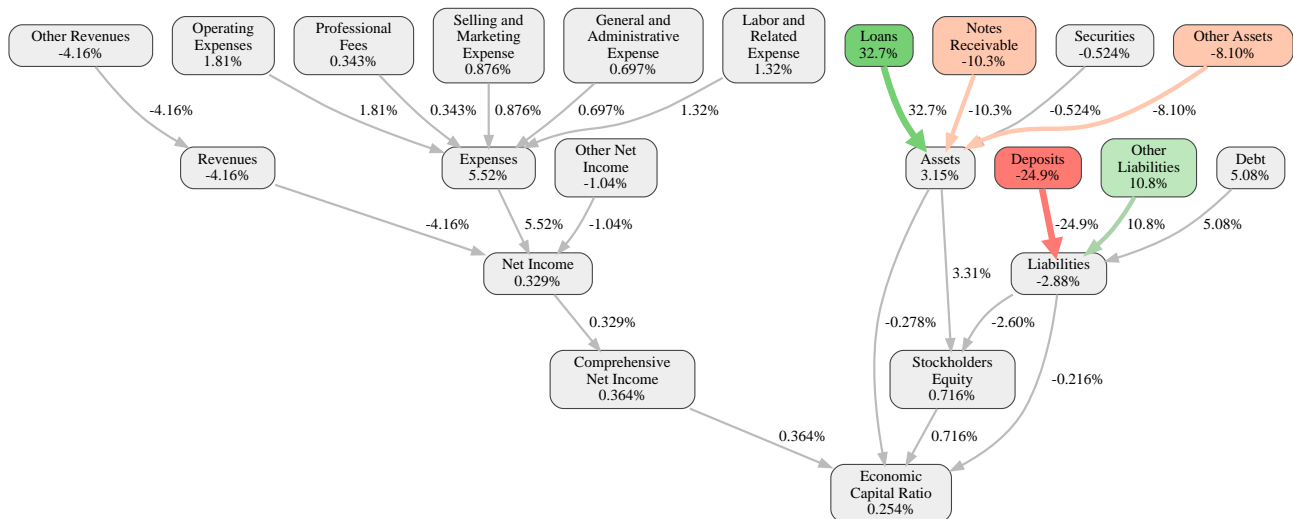 Other Revenues
-4.16%
Operating
Expenses
1.81%
Professional
Fees
0.343%
Selling and
Marketing
Expense
0.876%
General and
Administrative
Expense
0.697%
Labor and
Related
Expense
1.32%
Loans
32.7%
Notes
Receivable
-10.3%
Securities
-0.524%
Other Assets
-8.10%
-4.16%
1.81%
0.343%
0.876%
0.697%
1.32%
32.7%
-10.3%
-0.524%
-8.10%
Revenues
-4.16%
Expenses
5.52%
Other Net
Income
-1.04%
Assets
3.15%
Deposits
-24.9%
Other
Liabilities
10.8%
Debt
5.08%
-4.16%
5.52%
-1.04%
-24.9%
10.8%
5.08%
Net Income
0.329%
3.31%
Liabilities
-2.88%
0.329%
-0.278%
-2.60%
Comprehensive
Net Income
0.364%
Stockholders
Equity
0.716%
-0.216%
0.364%
0.716%
Economic
Capital Ratio
0.254%